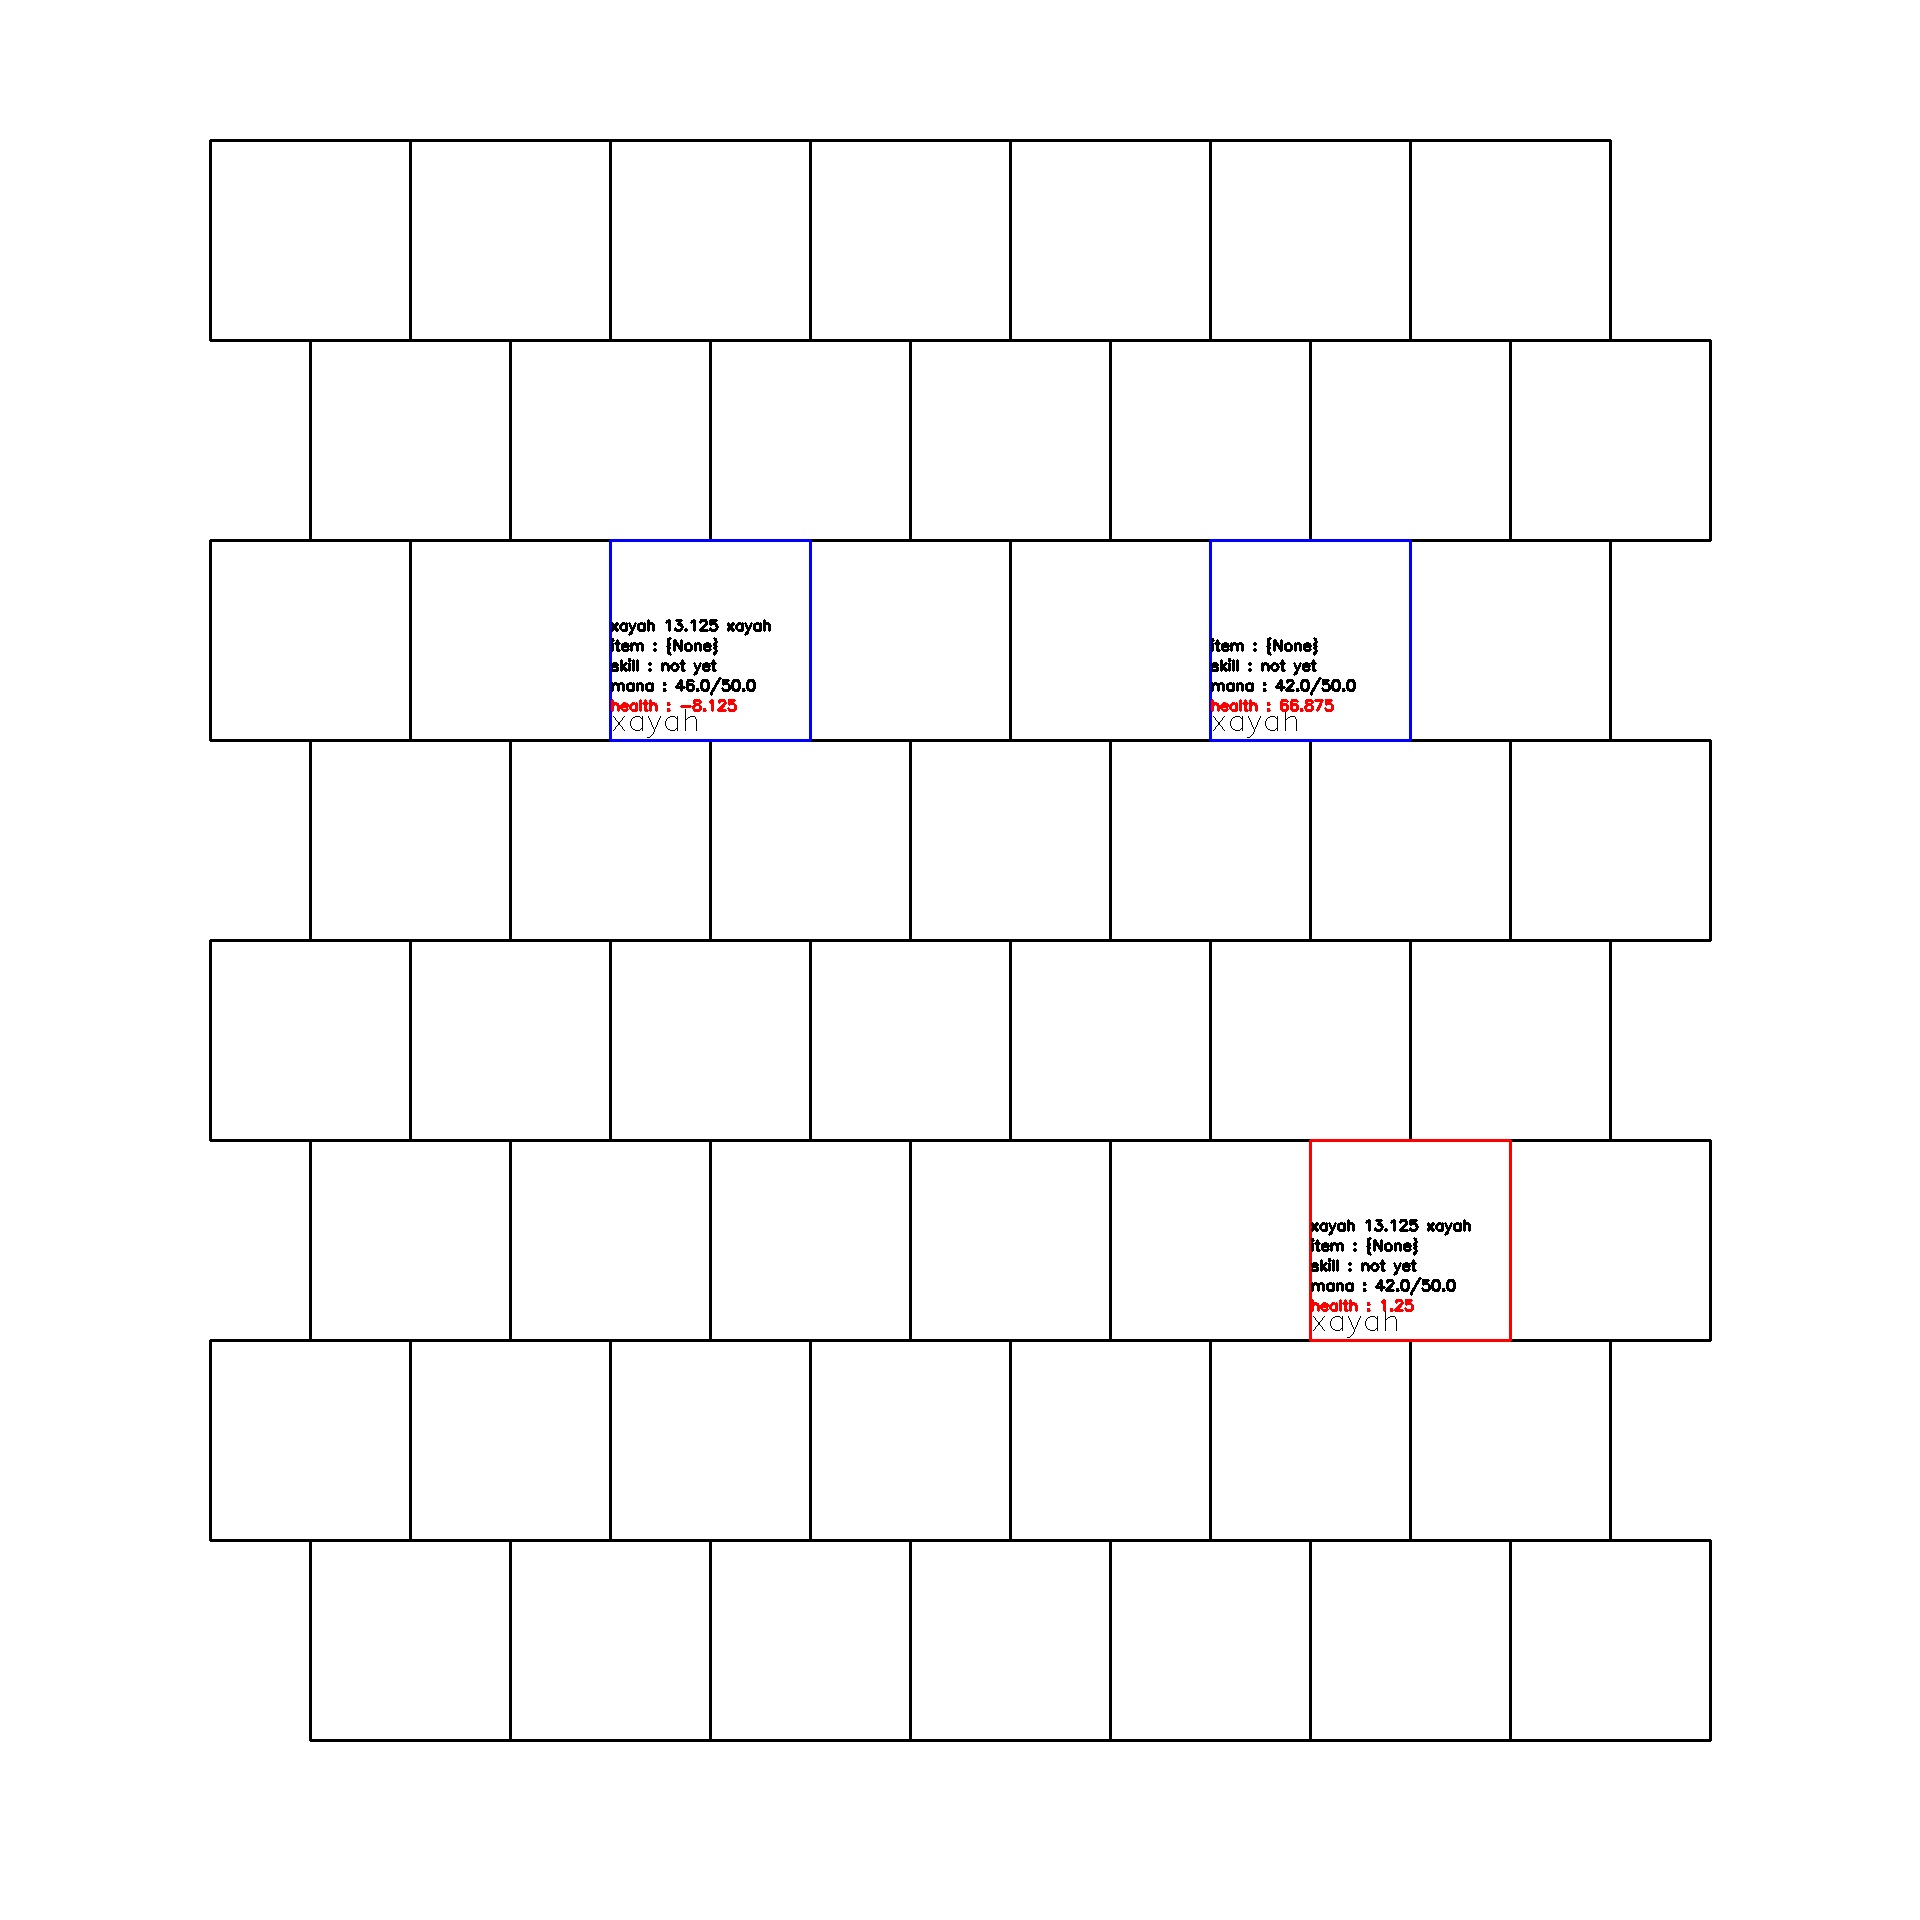 xayah 13.125 xayah
item : {None}
skill : not yet
mana : 46.0/50.0
health : -8.125
xayah
item : {None}
skill : not yet
mana : 42.0/50.0
health : 66.875
xayah
xayah 13.125 xayah
item : {None}
skill : not yet
mana : 42.0/50.0
health : 1.25
xayah